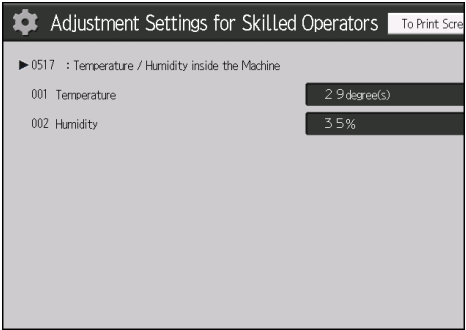 Adjustment Settings for Skilled Operators To Print
▶0517 : Temperature / Humidity inside the Machine
001 Temperature 29degree(s)
002 Humidity 35%